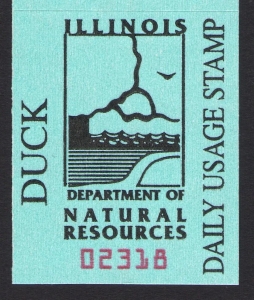 ILLINOIS
DUCK
DAILY USAGE STAMP
DEPARTMENT OF
NATURAL
RESOURCES
02318